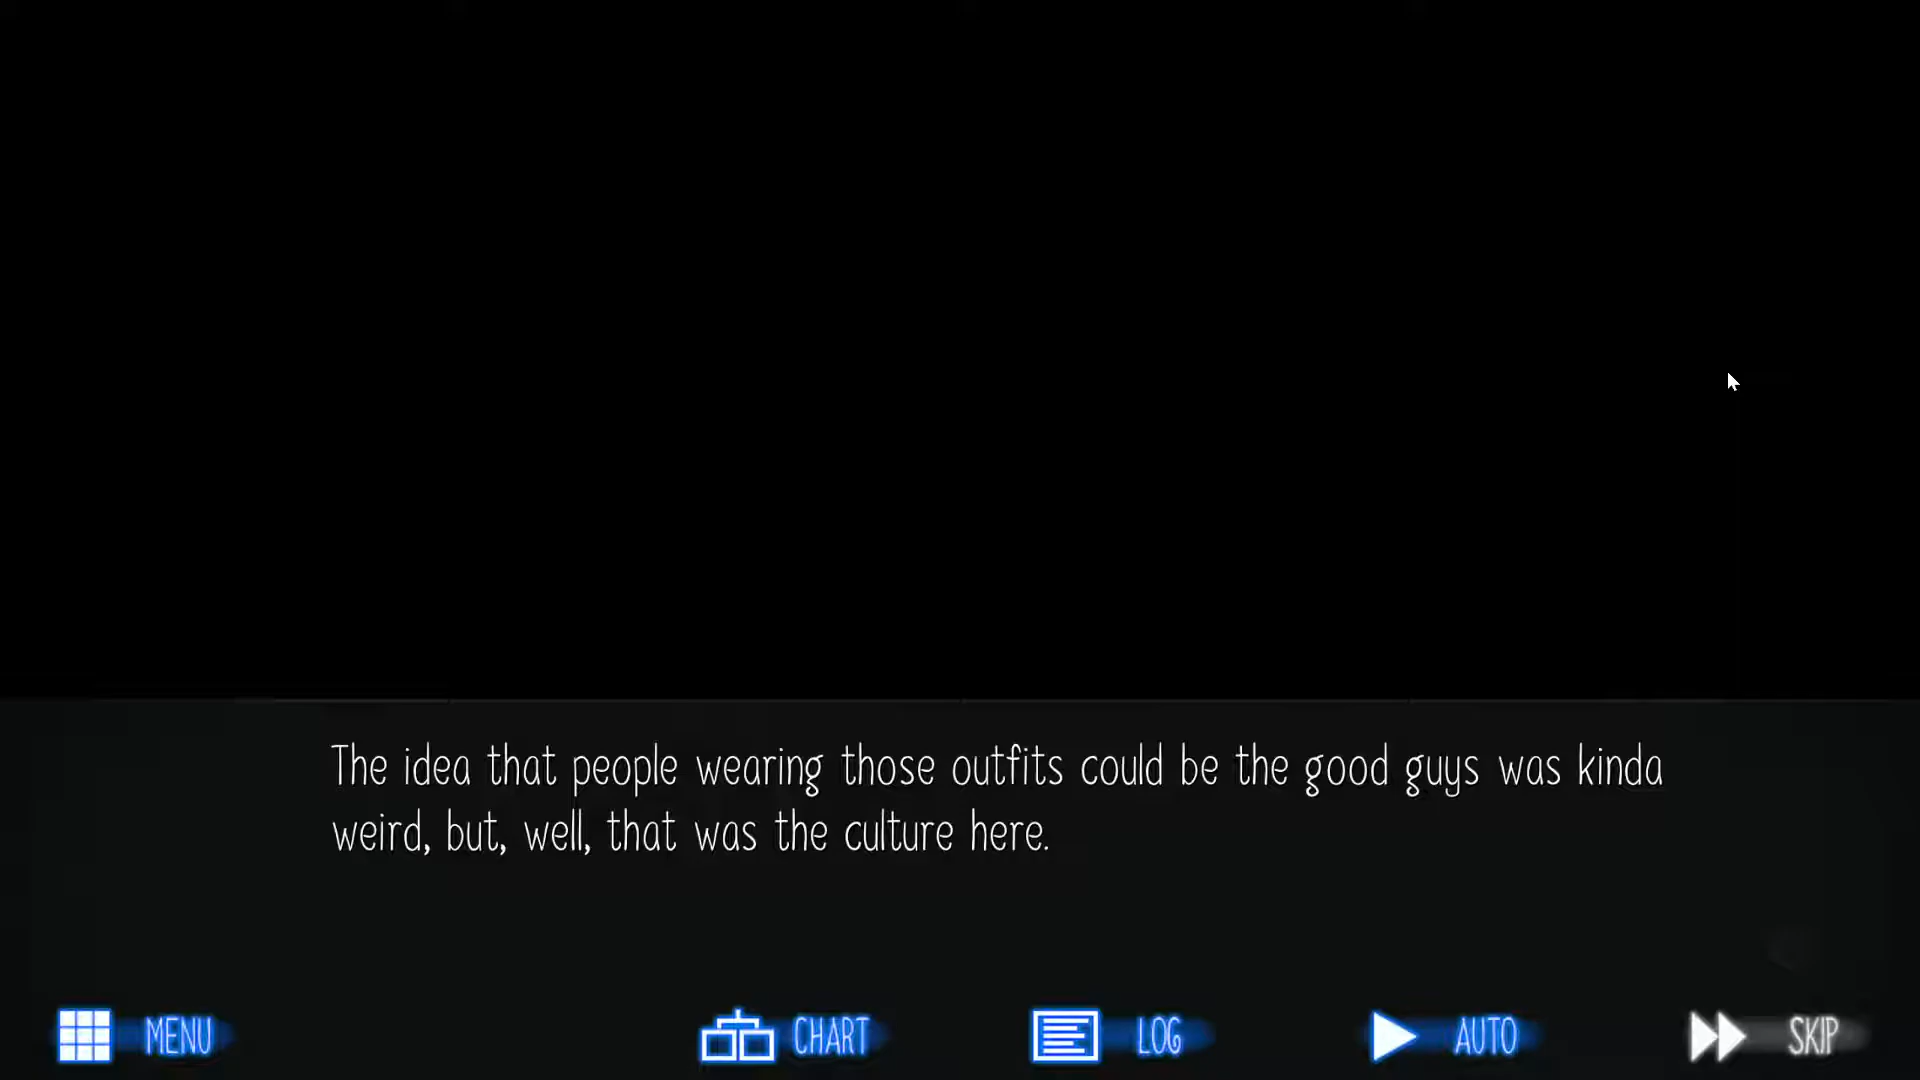 The idea that people wearing those outfits could be the good guys was kinda
weird, but, well, that was the culture here.
MENU
CHART
LOG
AUTO
SKIP